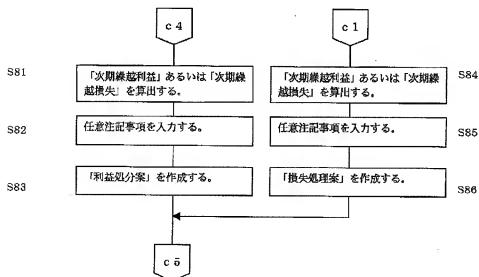 c 4
c 1
S81
「次期繰越利益」あるいは「次期繰
越損失」を算出する。
「次期繰越利益」あるいは「次期繰
越損失」を算出する。
S84
S82
任意注記事項を入力する。
任意注記事項を入力する。
S85
S83
「利益処分案」を作成する。
「損失処理案」を作成する。
S86
c 5